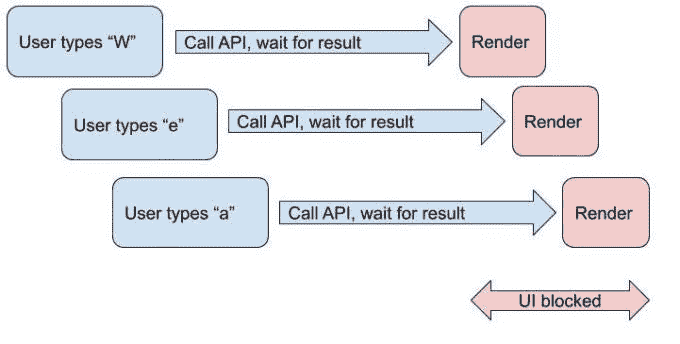 User types “W”
Call API, wait for result
Render
User types “e”
Call API, wait for result
Render
User types “a”
Call API, wait for result
Render
UI blocked